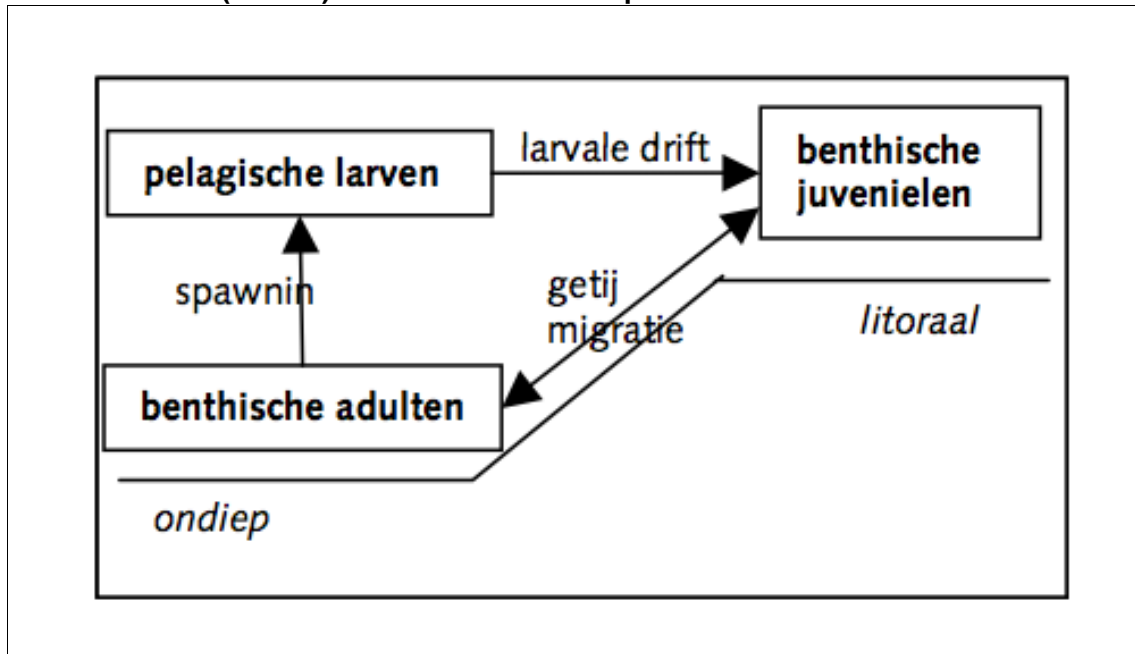 pelagische larven
larvale drift
benthische
juvenielen
spawnin
getij
migratie
litoraal
benthische adulten
ondiep